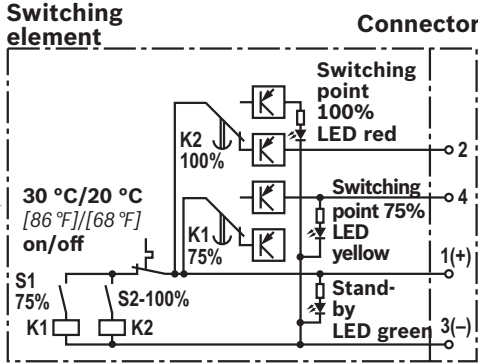 Switching
element
Connector
Switching
point
100%
LED red
K2
100%
2
30 °C/20 °C
[86 °F]/[68 °F]
on/off
Switching
point 75%
LED
yellow
4
K1
75%
1(+)
S1
75%
S2-100%
K1
K2
Stand-
by
LED green
3(–)